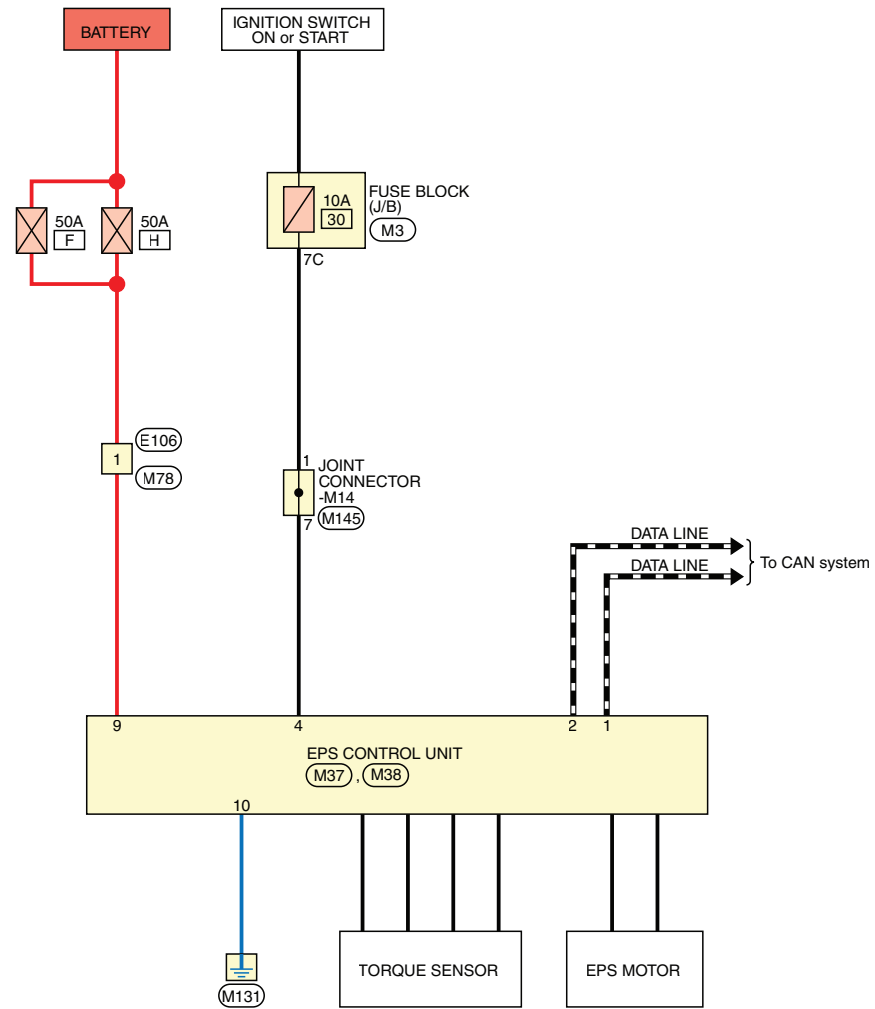 BATTERY
IGNITION SWITCH
ON or START
50A
F
50A
H
10A
30
FUSE BLOCK
(J/B)
M3
7C
1
E106
M78
1
JOINT
CONNECTOR
-M14
M145
7
DATA LINE
DATA LINE
To CAN system
9
4
2
1
EPS CONTROL UNIT
M37 , M38
10
M131
TORQUE SENSOR
EPS MOTOR